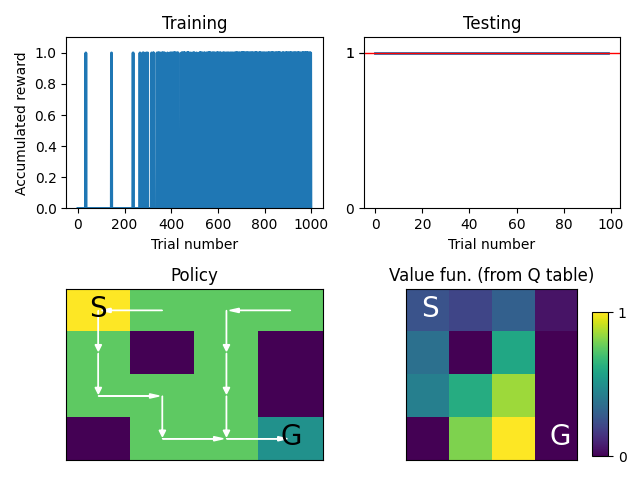 Training
Testing
Accumulated reward
1.0
0.8
0.6
0.4
0.2
0.0
0 200 400 600 800 1000
Trial number
1
0
0 20 40 60 80 100
Trial number
Policy
S
G
Value fun. (from Q table)
S
G
1
0